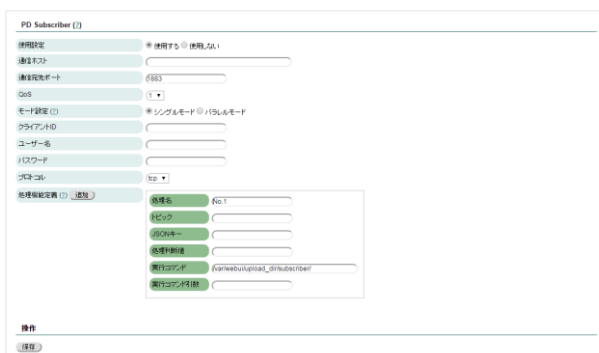 PD Subscriber (?)
使用設定 使用する 使用しない
通信ホスト
通信宛先ポート 1883
QoS 1
モード設定 (?) シングルモード パラレルモード
クライアントID
ユーザー名
パスワード
プロトコル tcp
処理機能定義 (?) 追加
処理名 No.1
トピック
JSONキー
処理判断値
実行コマンド /var/webui/upload_dir/subscriber/
実行コマンド引数
操作
保存